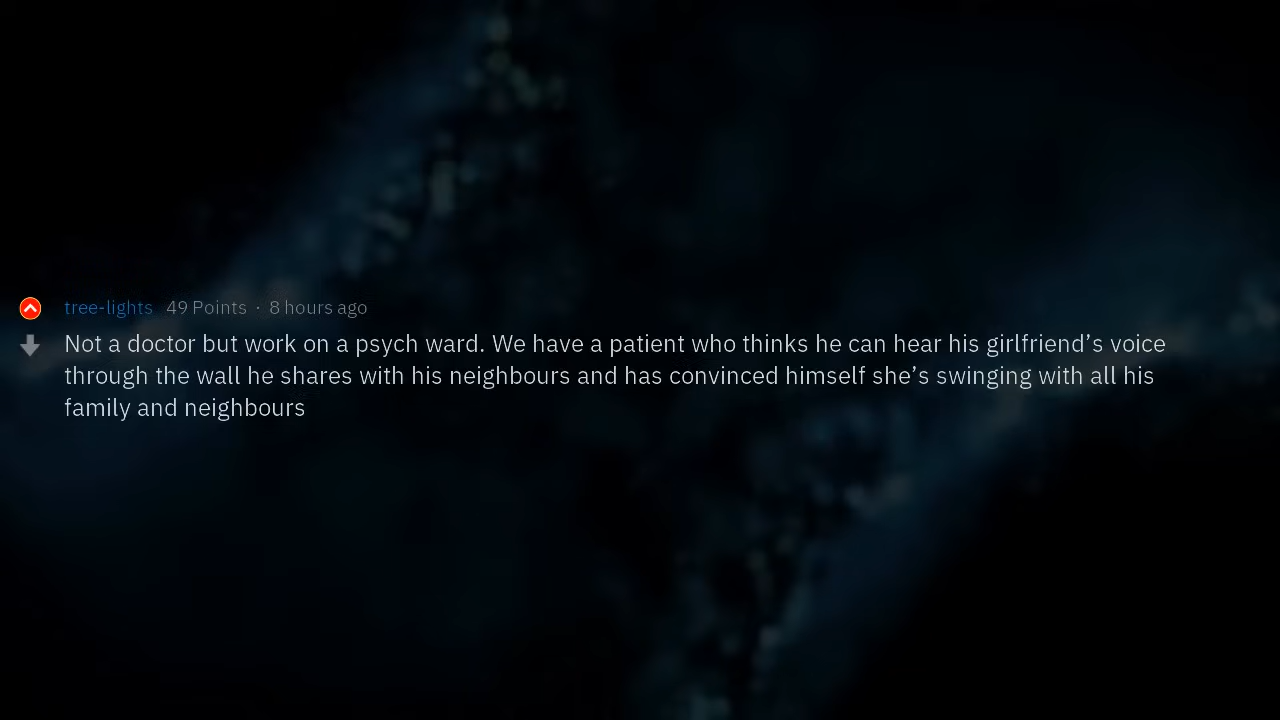 tree-lights 49 Points · 8 hours ago
Not a doctor but work on a psych ward. We have a patient who thinks he can hear his girlfriend’s voice
through the wall he shares with his neighbours and has convinced himself she’s swinging with all his
family and neighbours